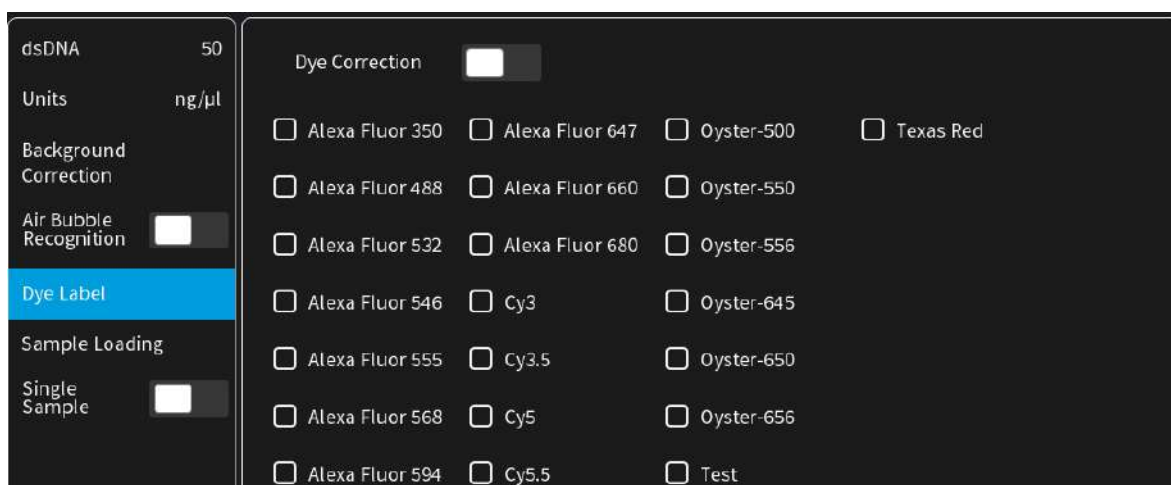 dsDNA 50
Units ng/µl
Background
Correction
Air Bubble
Recognition
Dye Label
Sample Loading
Single
Sample
Dye Correction
Alexa Fluor 350 Alexa Fluor 647 Oyster-500 Texas Red
Alexa Fluor 488 Alexa Fluor 660 Oyster-550
Alexa Fluor 532 Alexa Fluor 680 Oyster-556
Alexa Fluor 546 Cy3 Oyster-645
Alexa Fluor 555 Cy3.5 Oyster-650
Alexa Fluor 568 Cy5 Oyster-656
Alexa Fluor 594 Cy5.5 Test